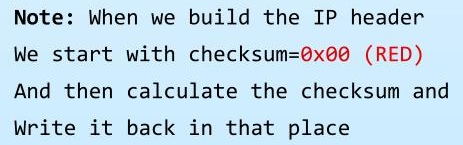 Note: When we build the IP header
We start with checksum=0x00 (RED)
And then calculate the checksum and
Write it back in that place